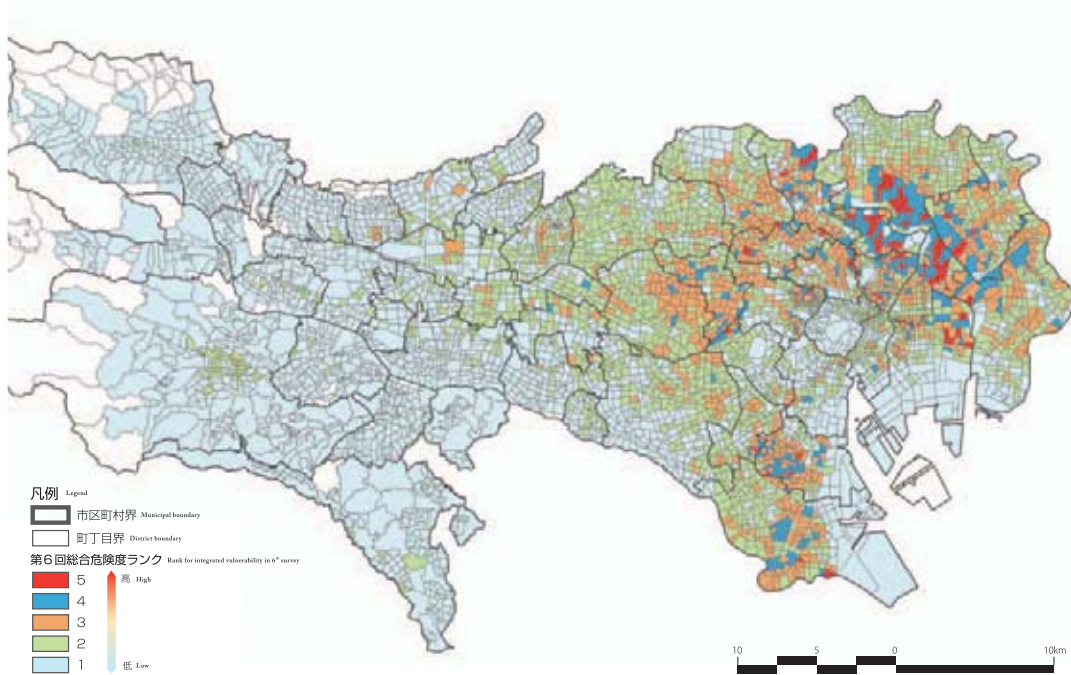 凡例 Legend
市区町村界 Municipal boundary
町丁目界 District boundary
第6回総合危険度ランク Rank for integrated vulnerability in 6th survey
5 高 High
4
3
2
1 低 Low
10 5 0 10km